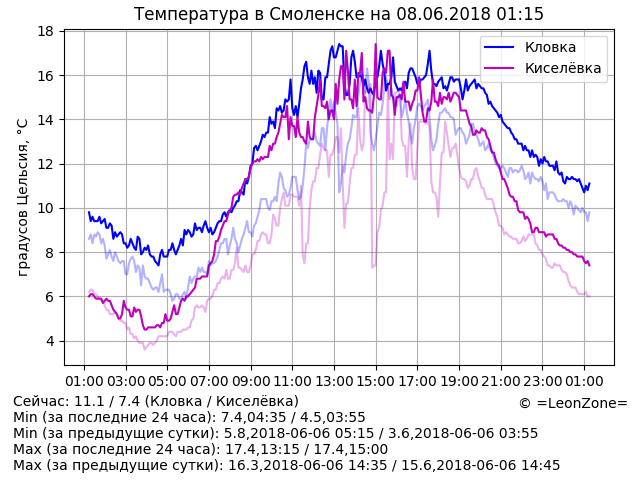 Температура в Смоленске на 08.06.2018 01:15
градусов Цельсия, °C
18
16
14
12
10
8
6
4
Кловка
Киселёвка
01:00 03:00 05:00 07:00 09:00 11:00 13:00 15:00 17:00 19:00 21:00 23:00 01:00
Сейчас: 11.1 / 7.4 (Кловка / Киселёвка)
© =LeonZone=
Min (за последние 24 часа): 7.4,04:35 / 4.5,03:55
Min (за предыдущие сутки): 5.8,2018-06-06 05:15 / 3.6,2018-06-06 03:55
Max (за последние 24 часа): 17.4,13:15 / 17.4,15:00
Max (за предыдущие сутки): 16.3,2018-06-06 14:35 / 15.6,2018-06-06 14:45